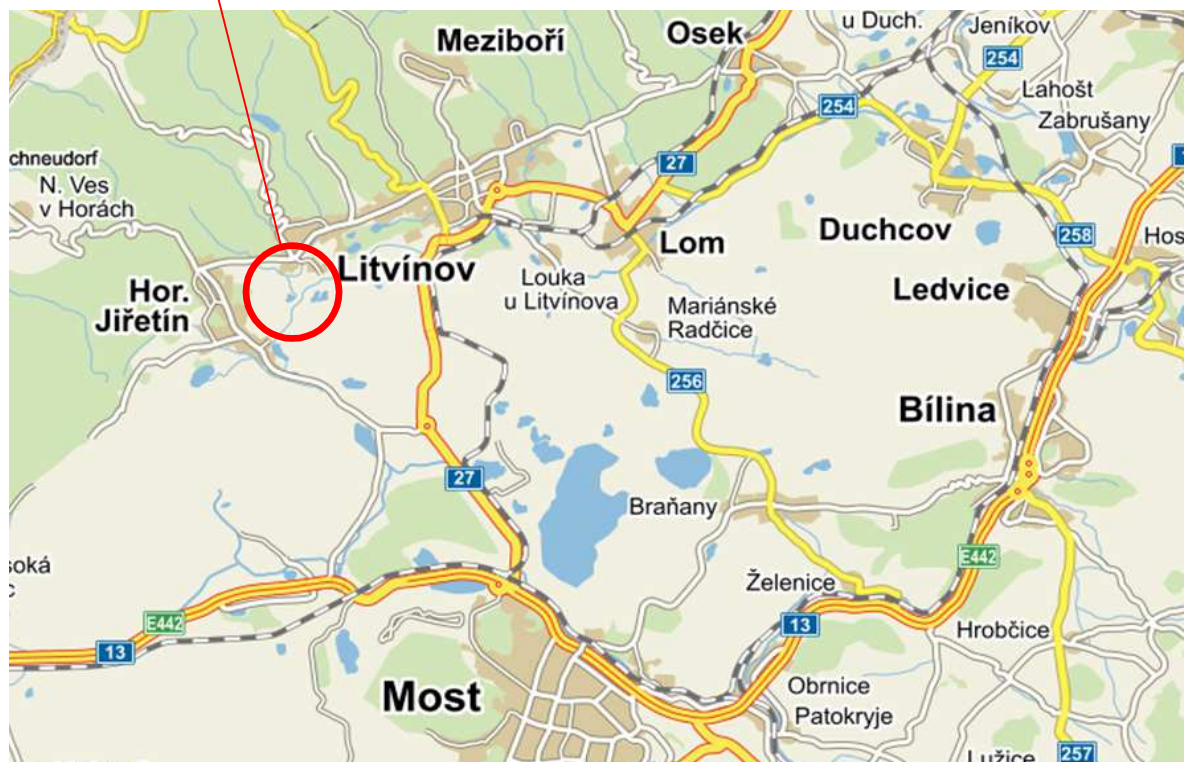 u Duch.
Jeníkov
Osek
Meziboří
254
Lahošť
254
Zabrušany
27
chneudorf
N. Ves
v Horách
Duchcov
258
Hos
Lom
Litvínov
Louka
u Litvínova
Hor.
Jiřetín
Ledvice
Mariánské
Radčice
256
Bílina
27
Braňany
E442
soká
Želenice
E442
13
Hrobčice
13
Most
Obrnice
Patokryje
257
Lužice